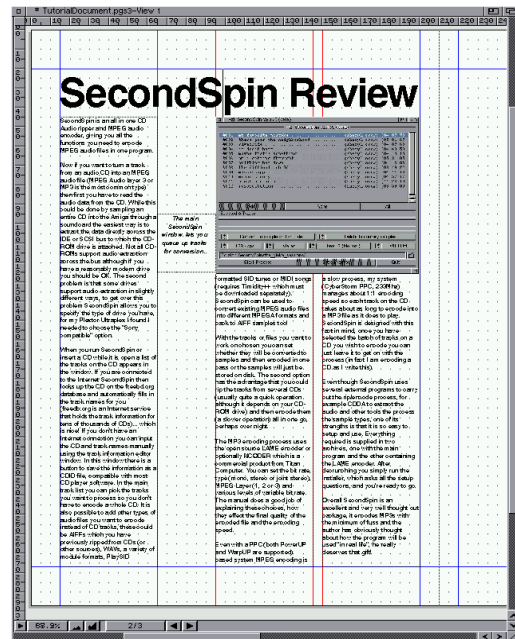 TutorialDocument.pgs3-View 1
SecondSpin Review
SecondSpin is an all in one CD
Audio ripper and MPEG audio
encoder, giving you all the
functions you need to encode
MPEG audio files in one program.
Now if you want to turn a track
from an audio CD into an MPEG
audio file (MPEG Audio layer 3 or
MP3 is the most common type)
then first you have to read the
audio data from the CD. While this
could be done by sampling an
entire CD into the Amiga through a
soundcard the easiest way is to
extract the data directly across the
IDE or SCSI bus to which the CD-
ROM drive is attached. Not all CD-
ROMs support audio extraction
across the bus although if you
have a reasonably modern drive
you should be OK. The second
problem is that some drives
support audio extraction in slightly
different ways, to get over this
problem SecondSpin allows you to
specify the type of drive you have,
for my Plextor Ultraplex I found I
needed to choose the "Sony
compatible" option.
When you run SecondSpin or
insert a CD while it is open a list of
the tracks on the CD appears in
the window. If you are connected
to the Internet SecondSpin then
looks up the CD on the freedb.org
database and automatically fills in
the track names for you
(freedb.org is an Internet service
that holds the track information for
tens of thousands of CDs)... which
is nice! If you don't have an
Internet connection you can input
the CD and track names manually
using the track information editor
window. In this window there is a
button to save the information as a
CDID file, compatible with most
CD player software. In the main
track list you can pick the tracks
you want to process so you don't
have to encode a whole CD. It is
also possible to add other types of
audio files you want to encode
instead of CD tracks, these could
be AIFFs which you have
previously ripped from CDs (or
other sources), WAVs, a variety of
module formats, PlaySID
The main
SecondSpin
window lets you
queue up tracks
for conversion..
formatted SID tunes or MIDI songs
(requires Timidity++ which must
be downloaded separately).
SecondSpin can be used to
convert existing MPEG audio files
into different MPEGA formats and
back to AIFF samples too!
With the tracks or files you want to
work on chosen you can set
whether they will be converted to
samples and then encoded in one
pass or the samples will just be
stored on disk. The second option
has the advantage that you could
rip the tracks from several CDs
(usually quite a quick operation,
although it depends on your CD-
ROM drive) and then encode them
(a slower operation) all in one go,
perhaps over night.
The MP3 encoding process uses
the open source LAME encoder or
optionally NCODER which is a
commercial product from Titan
Computer. You can set the bit rate,
type (mono, stereo or joint stereo),
MPEG Layer (1, 2 or 3) and
various levels of variable bitrate.
The manual does a good job of
explaining these choices, how
they effect the final quality of the
encoded file and the encoding
speed.
Even with a PPC (both PowerUP
and WarpUP are supported)
based system MPEG encoding is
a slow process, my system
(CyberStorm PPC, 233Mhz)
manages about 1:1 encoding
speed so each track on the CD
takes about as long to encode into
a MP3 file as it does to play.
SecondSpin is designed with this
fact in mind, once you have
selected the batch of tracks on a
CD you wish to encode you can
just leave it to get on with the
process (in fact I am encoding a
CD as I write this).
Even though SecondSpin uses
several external programs to carry
out the rip/encode process, for
example CDDA to extract the
audio and other tools the process
the sample types, one of its
strengths is that it is so easy to
setup and use. Everything
required is supplied in two
archives, one with the main
program and the other containing
the LAME encoder. After
dearchiving you simply run the
installer, which asks all the setup
questions, and you're ready to go.
Overall SecondSpin is an
excellent and very well thought out
package, it encodes MP3s with
the minimum of fuss and the
author has obviously thought
about how the program will be
used "in real life", he really
deserves that gift!
2/3